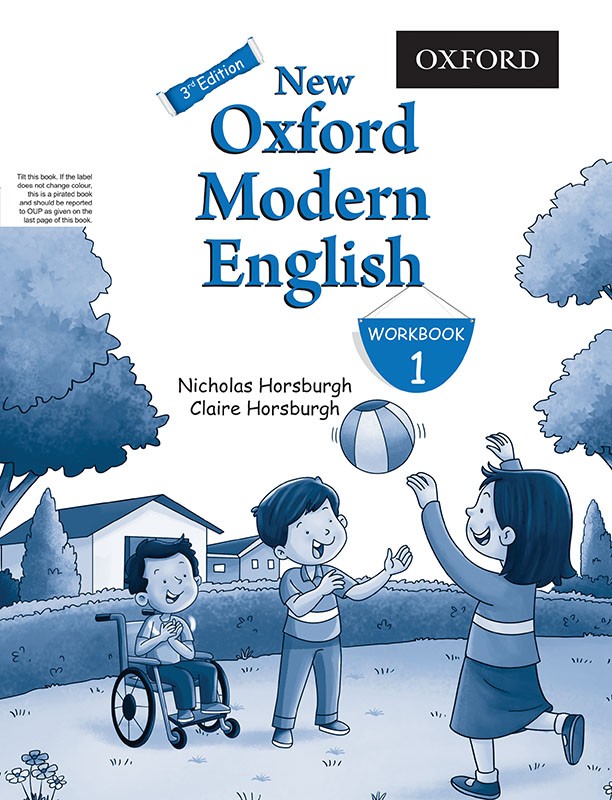 OXFORD
3rd Edition
New
Oxford
Modern
English
Tilt this book. If the label
does not change colour,
this is a pirated book
and should be reported
to OUP as given on the
last page of this book.
WORKBOOK
1
Nicholas Horsburgh
Claire Horsburgh